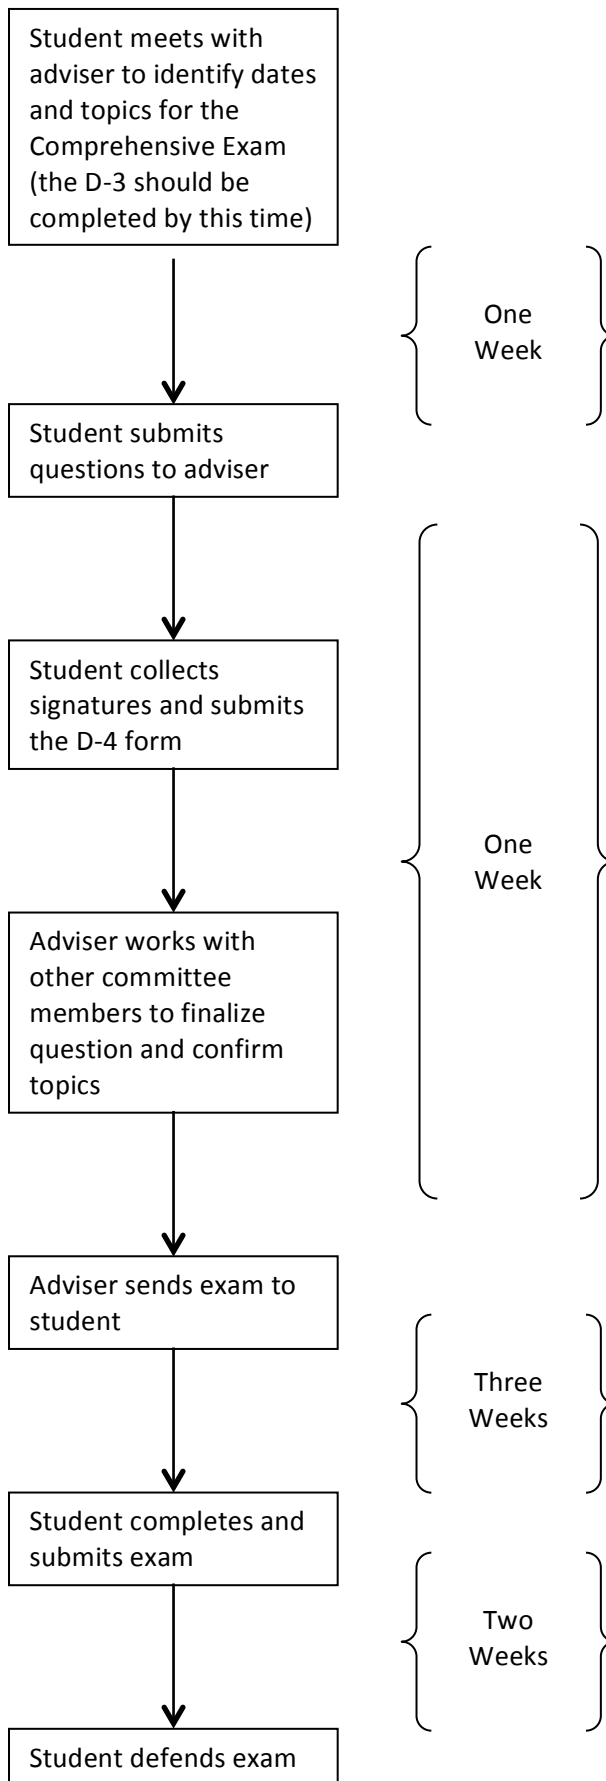 Student meets with
adviser to identify dates
and topics for the
Comprehensive Exam
(the D-3 should be
completed by this time)
One
Week
Student submits
questions to adviser
Student collects
signatures and submits
the D-4 form
One
Week
Adviser works with
other committee
members to finalize
question and confirm
topics
Adviser sends exam to
student
Three
Weeks
Student completes and
submits exam
Two
Weeks
Student defends exam